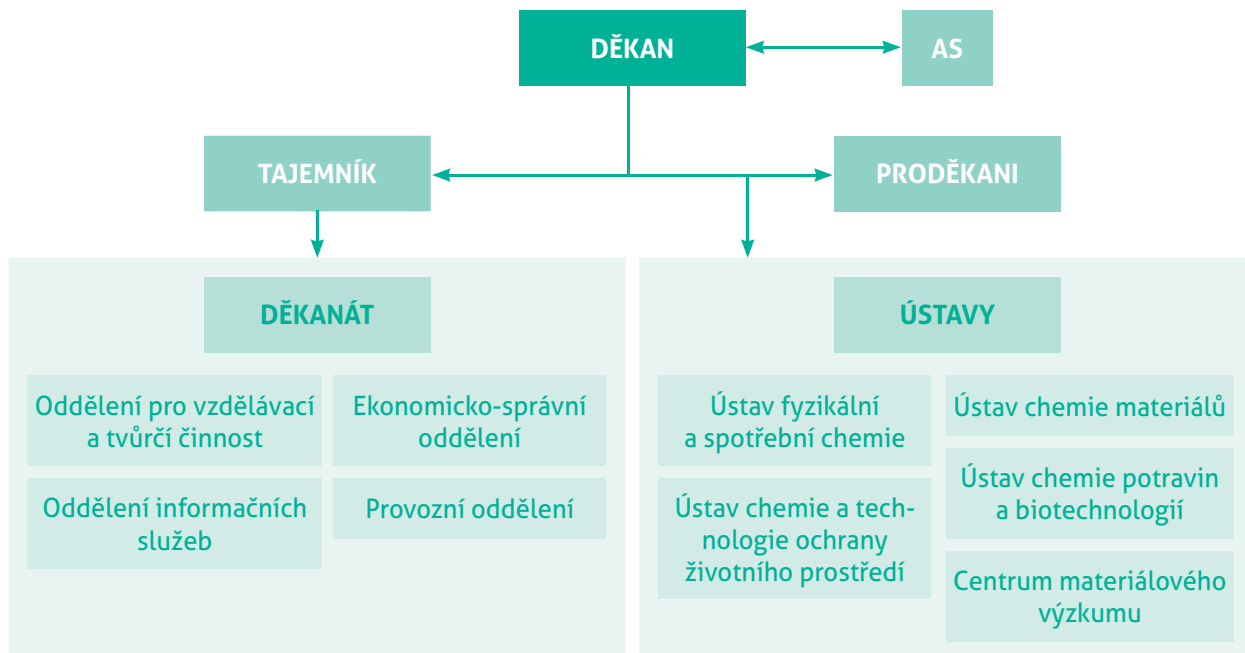 DĚKAN
AS
TAJEMNÍK
PRODĚKANI
DĚKANÁT
Oddělení pro vzdělávací
a tvůrčí činnost
Ekonomicko-správní
oddělení
Oddělení informačních
služeb
Provozní oddělení
ÚSTAVY
Ústav fyzikální
a spotřební chemie
Ústav chemie a tech-
nologie ochrany
životního prostředí
Ústav chemie materiálů
Ústav chemie potravin
a biotechnologií
Centrum materiálového
výzkumu